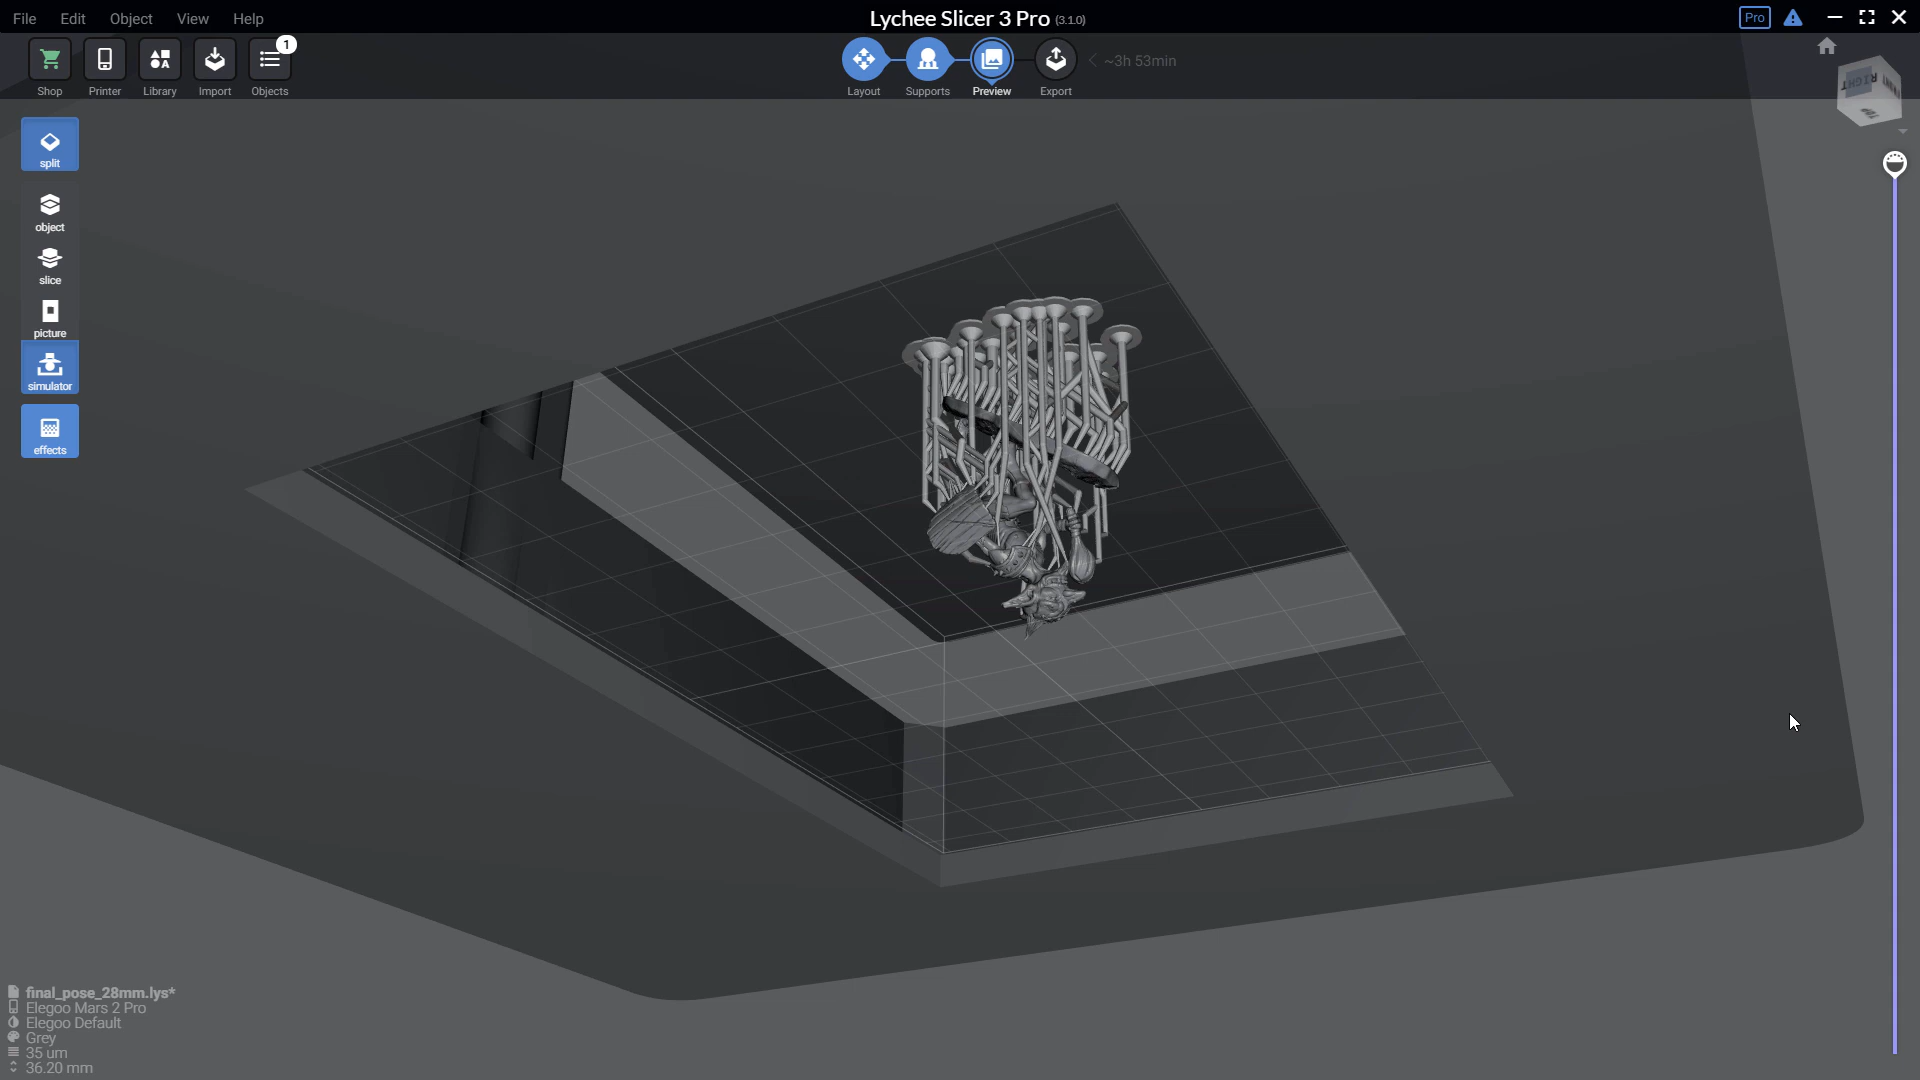 File Edit Object View Help
Lychee Slicer 3 Pro (3.1.0)
Pro
1
Shop Printer Library Import Objects
Layout Supports Preview Export
~3h 53min
RIGHT
split
object
slice
picture
simulator
effects
final_pose_28mm.lys*
Elegoo Mars 2 Pro
Elegoo Default
Grey
35 um
36.20 mm